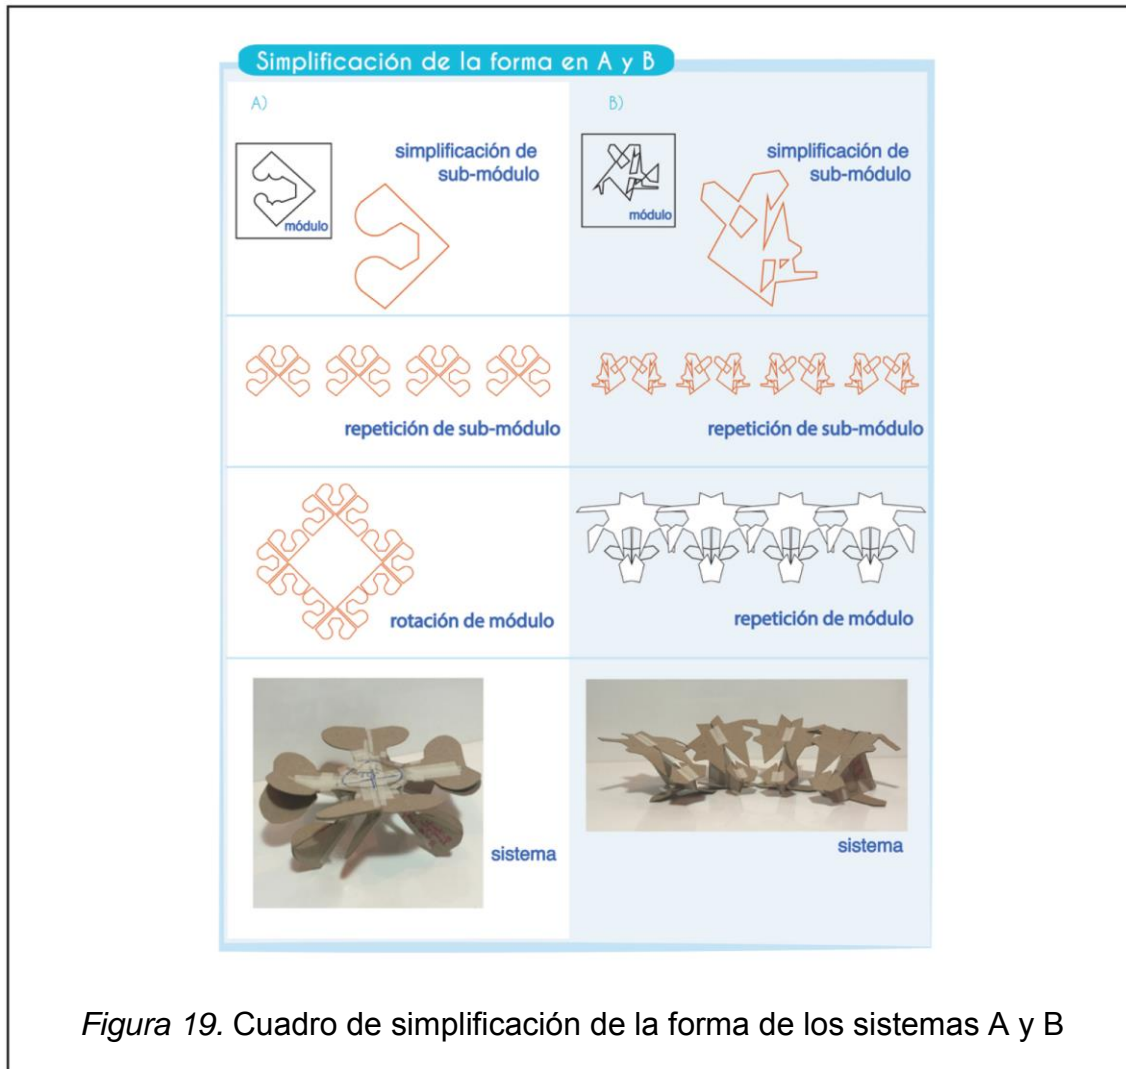 Simplificación de la forma en A y B
A)
simplificación de
sub-módulo
módulo
B)
simplificación de
sub-módulo
módulo
repetición de sub-módulo
repetición de sub-módulo
rotación de módulo
repetición de módulo
sistema
sistema
Figura 19. Cuadro de simplificación de la forma de los sistemas A y B